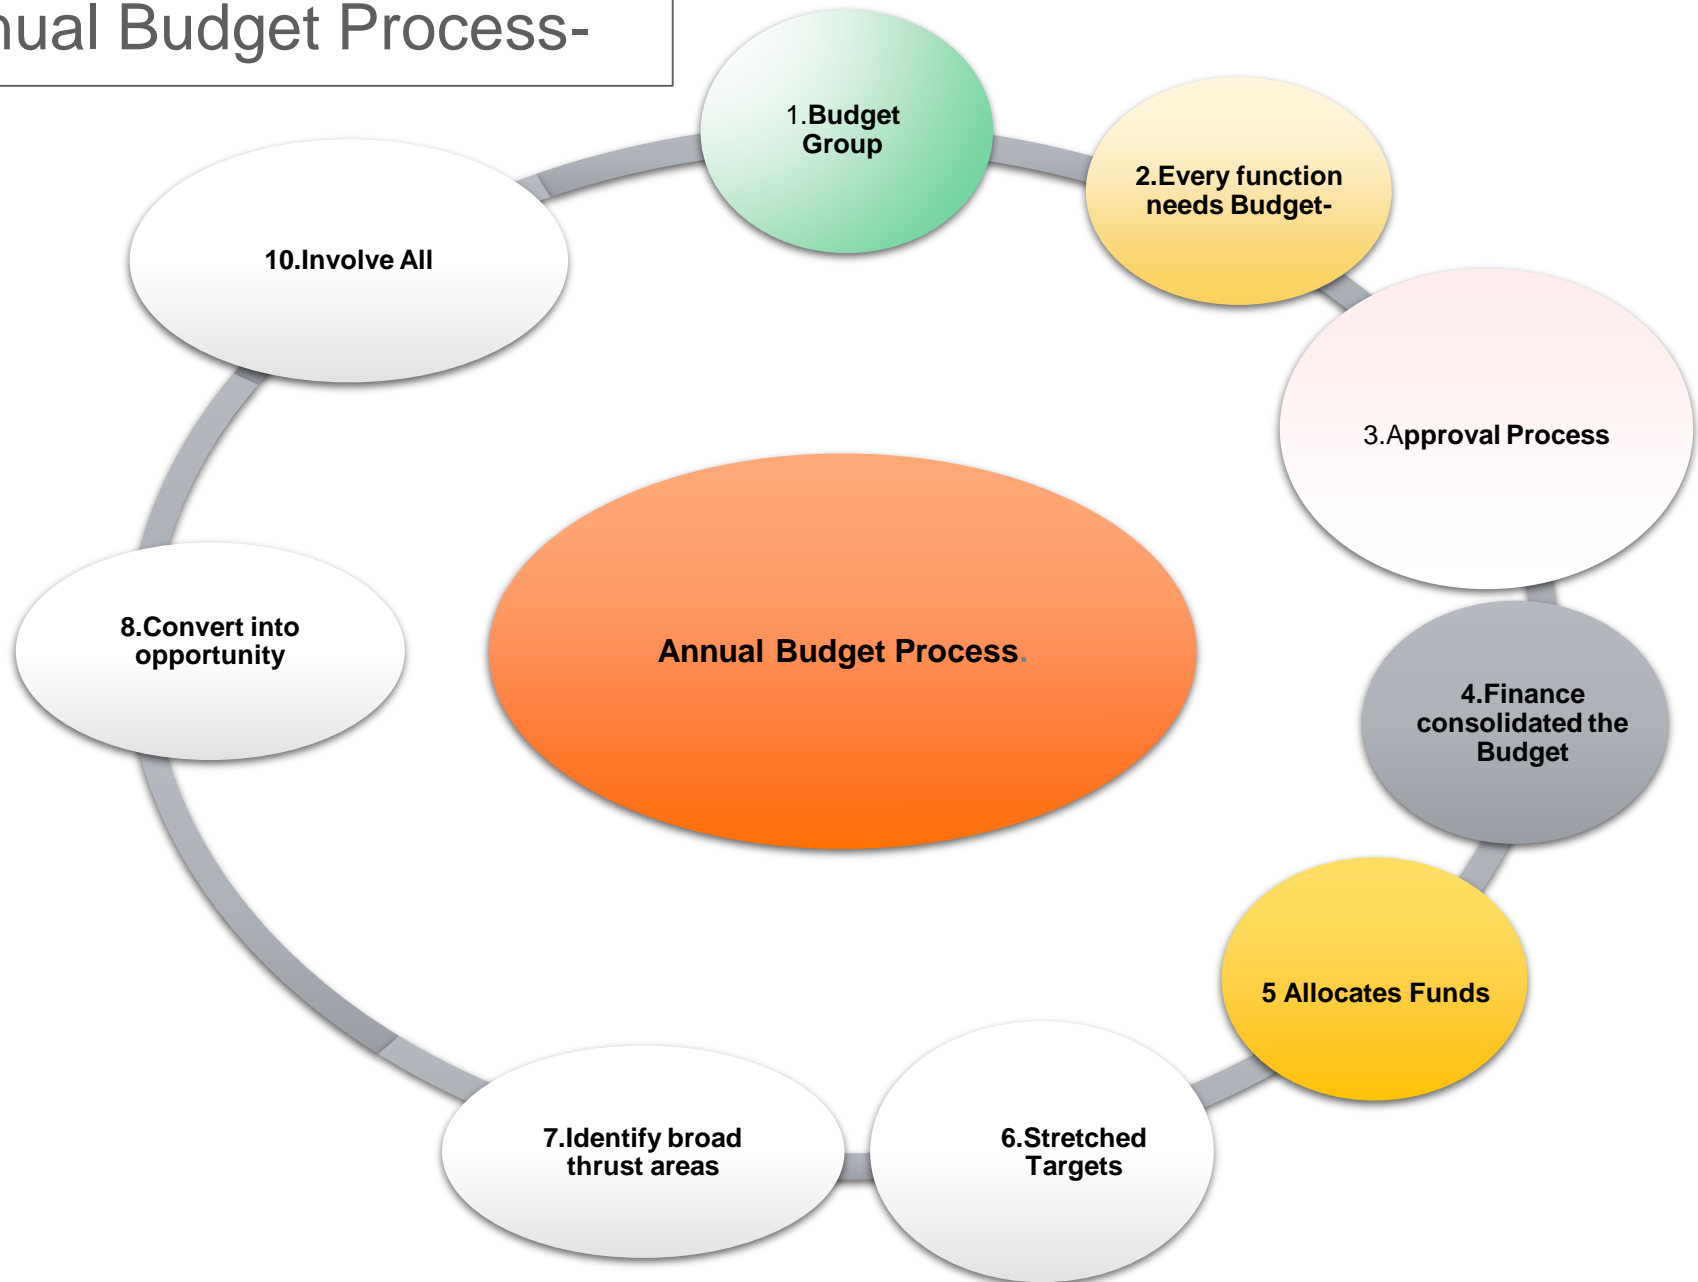 nual Budget Process-
1.Budget
Group
2.Every function
needs Budget-
3.Approval Process
4.Finance
consolidated the
Budget
5 Allocates Funds
6.Stretched
Targets
7.Identify broad
thrust areas
8.Convert into
opportunity
10.Involve All
Annual Budget Process.